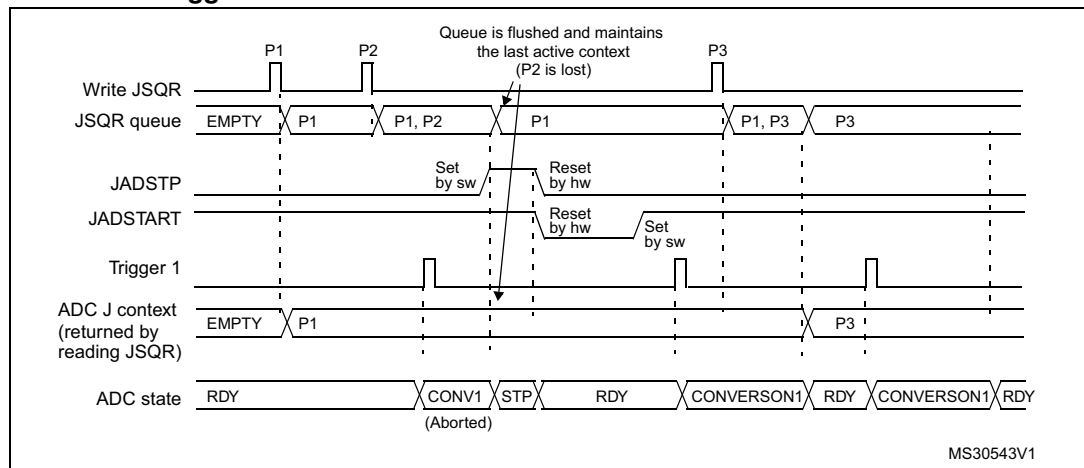 Queue is flushed and maintains
the last active context
(P2 is lost)
P1 P2 P3
Write JSQR
JSQR queue EMPTY P1 P1, P2 P1 P1, P3 P3
Set
by sw
Reset
by hw
JADSTP
JADSTART
Reset
by hw
Set
by sw
Trigger 1
ADC J context
(returned by
reading JSQR)
EMPTY P1 P3
ADC state RDY CONV1 STP RDY CONVERSON1 RDY CONVERSON1 RDY
(Aborted)
MS30543V1